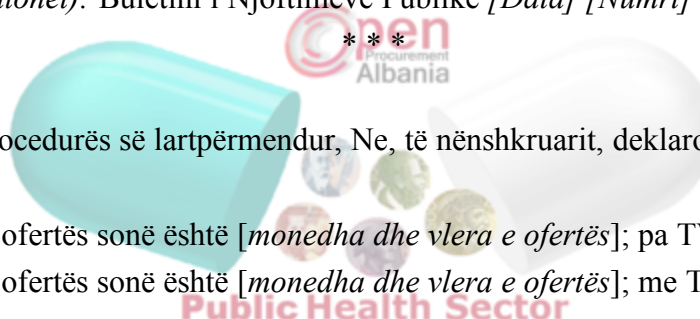 Buletini i Njoftimeve Publike [Data] [Numri]
* * *
Open
Procurement
Albania
ocedurës së lartpërmendur, Ne, të nënshkruarit, deklaro
ofertës sonë është [monedha dhe vlera e ofertës]; pa T
ofertës sonë është [monedha dhe vlera e ofertës]; me T
Public Health Sector